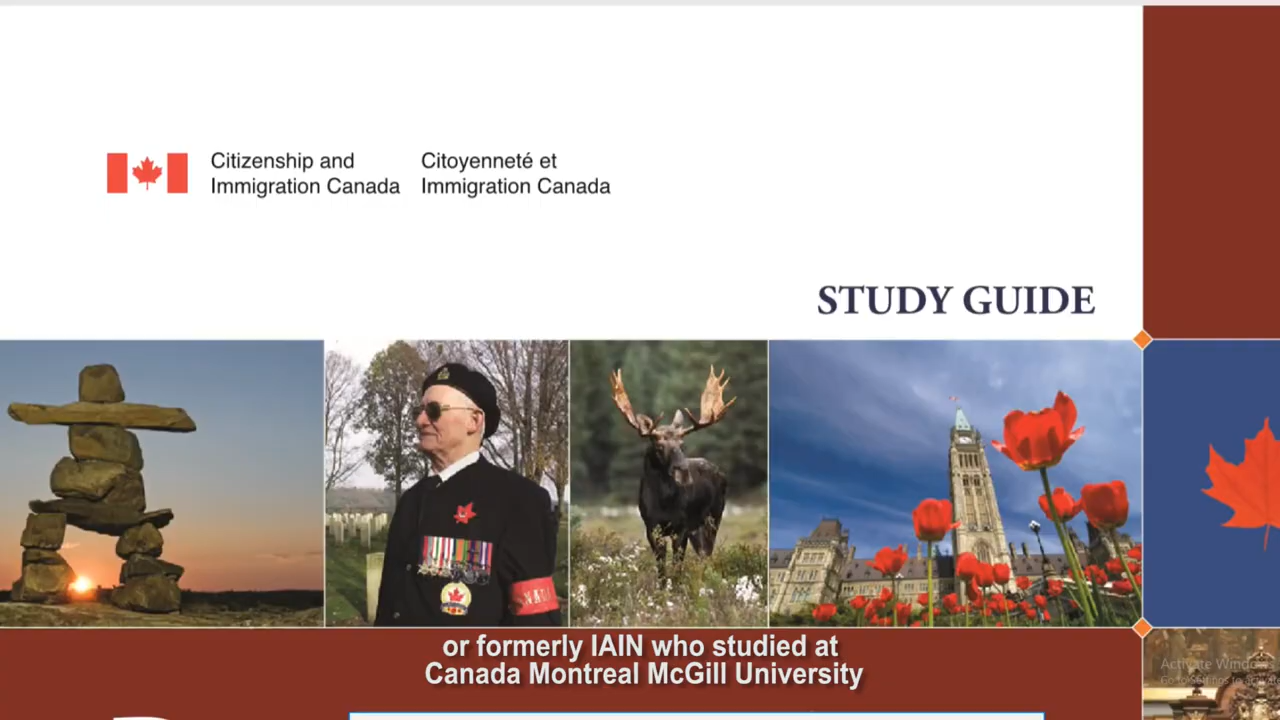 Citizenship and
Immigration Canada
Citoyenneté et
Immigration Canada
STUDY GUIDE
or formerly IAIN who studied at
Canada Montreal McGill University
Activate Windows